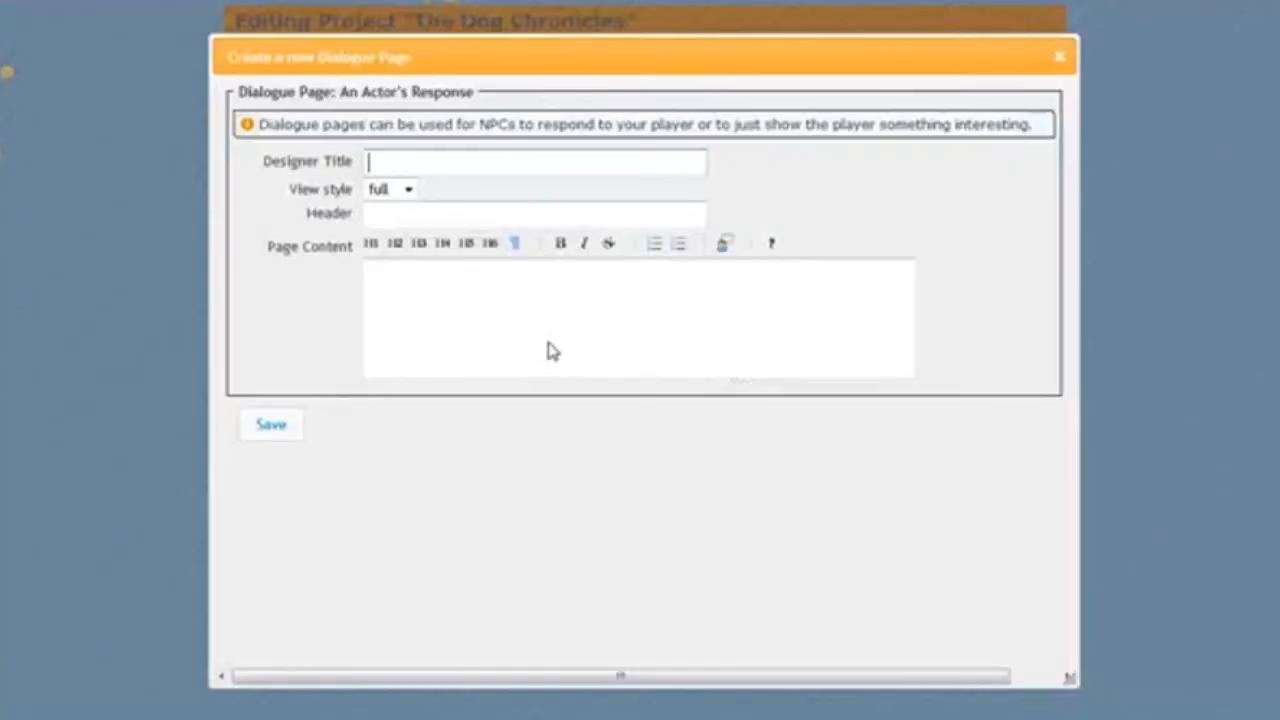 Editing Project "The Dog Chronicles"
Create a new Dialogue Page
Dialogue Page: An Actor's Response
Dialogue pages can be used for NPCs to respond to your player or to just show the player something interesting.
Designer Title
View style full
Header
Page Content H1 H2 H3 H4 H5 H6 ¶ B I S ?
Save